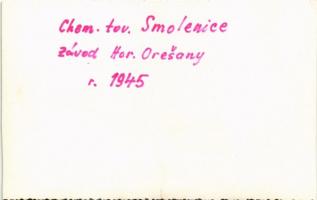 Chem. tov. Smolenice
závod Hor. Orešany
r. 1945